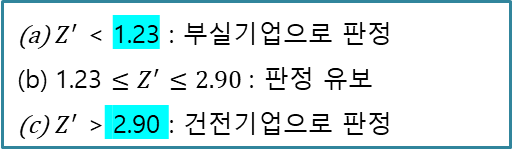 (a) Z′ < 1.23 : 부실기업으로 판정
(b) 1.23 ≤ Z′ ≤ 2.90 : 판정 유보
(c) Z′ > 2.90 : 건전기업으로 판정